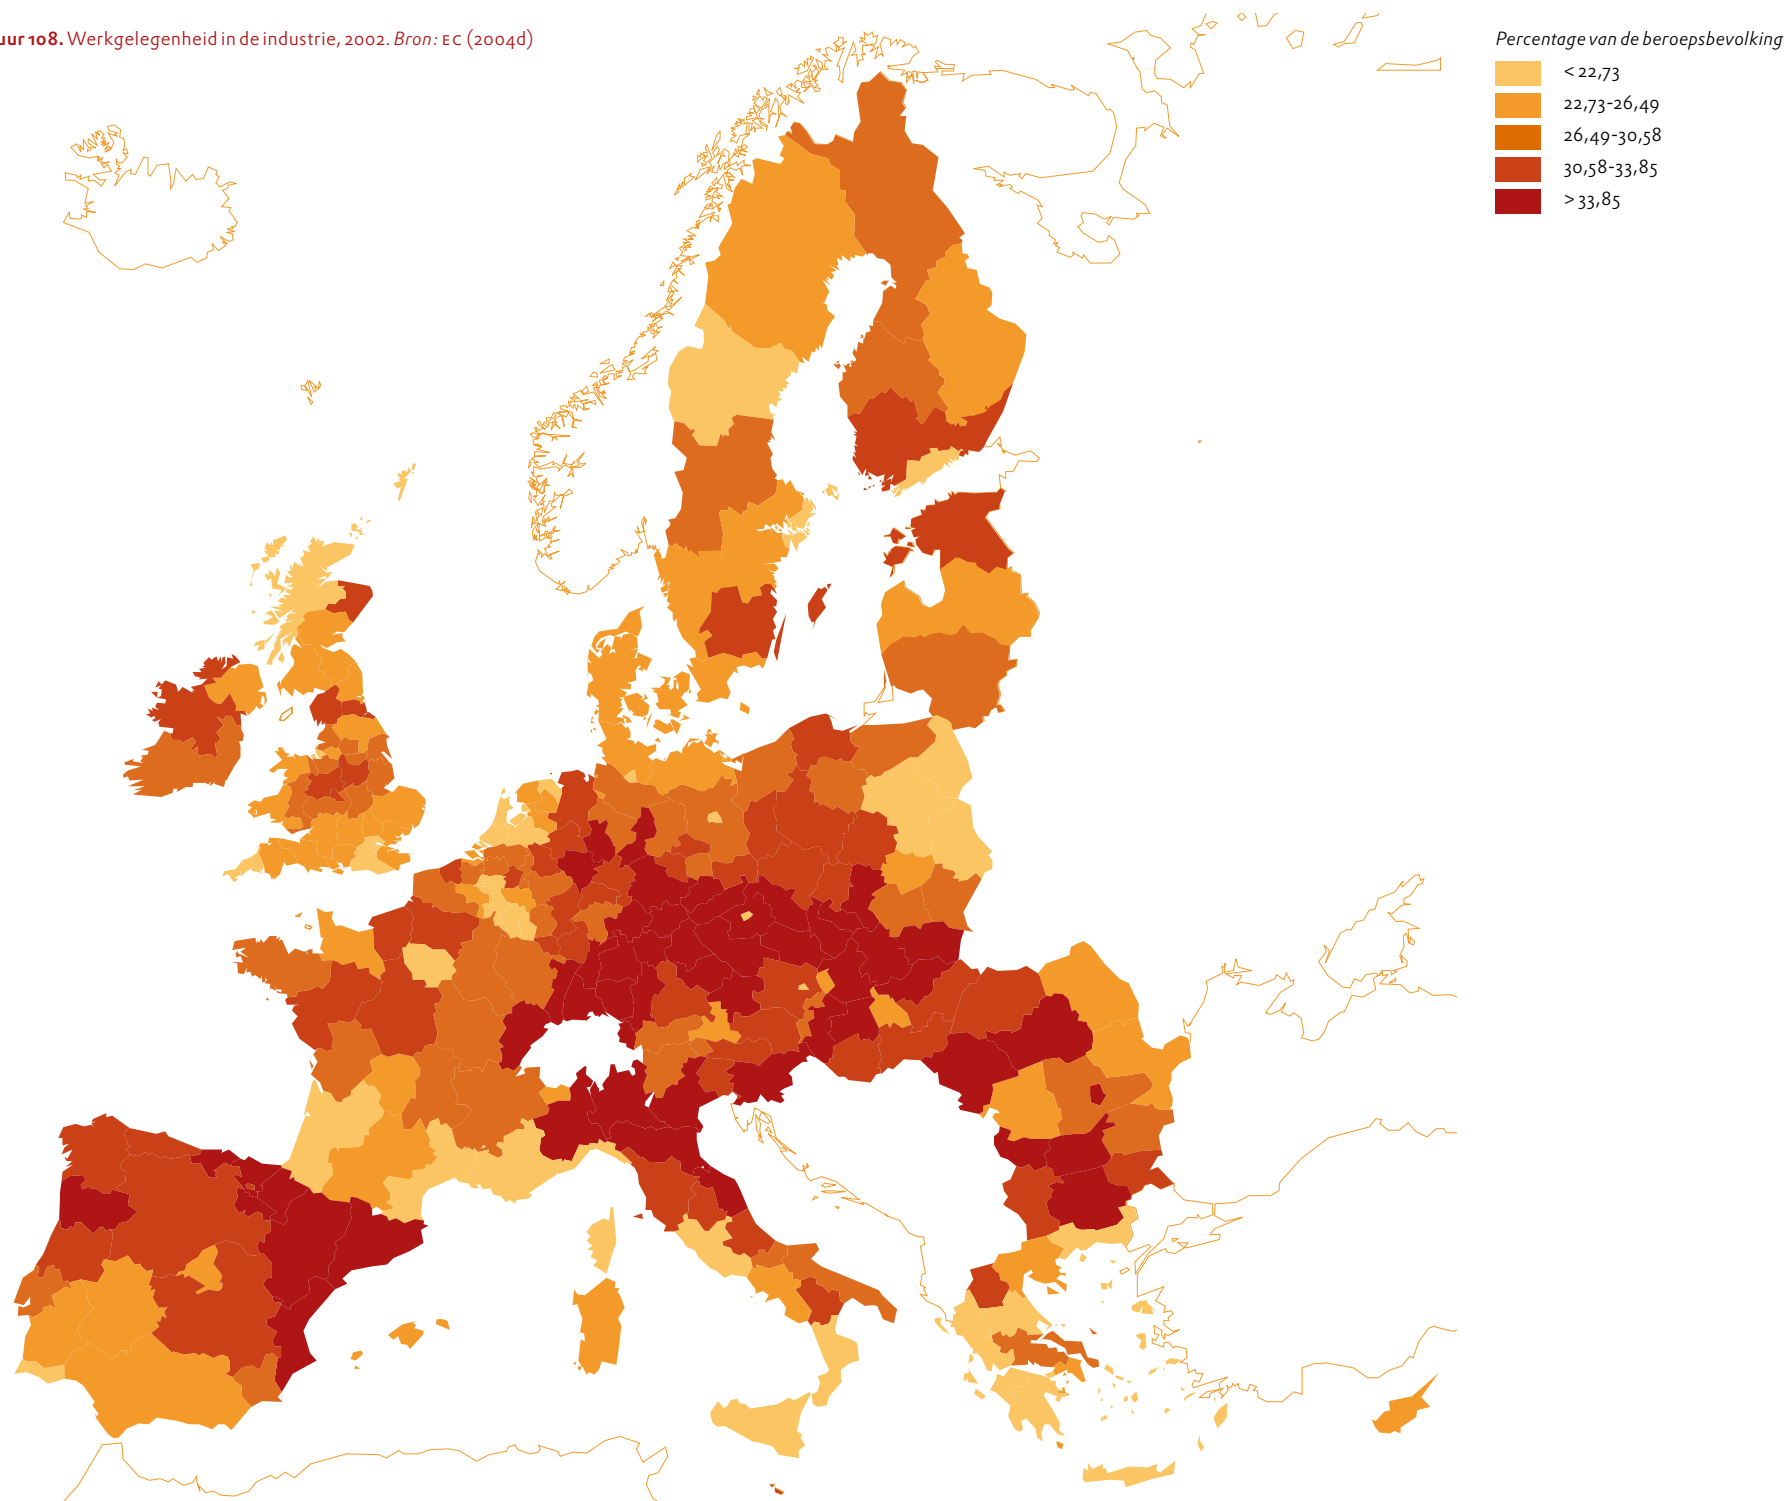 uur 108. Werkgelegenheid in de industrie, 2002. Bron: EC (2004d)
Percentage van de beroepsbevolking
< 22,73
22,73-26,49
26,49-30,58
30,58-33,85
> 33,85